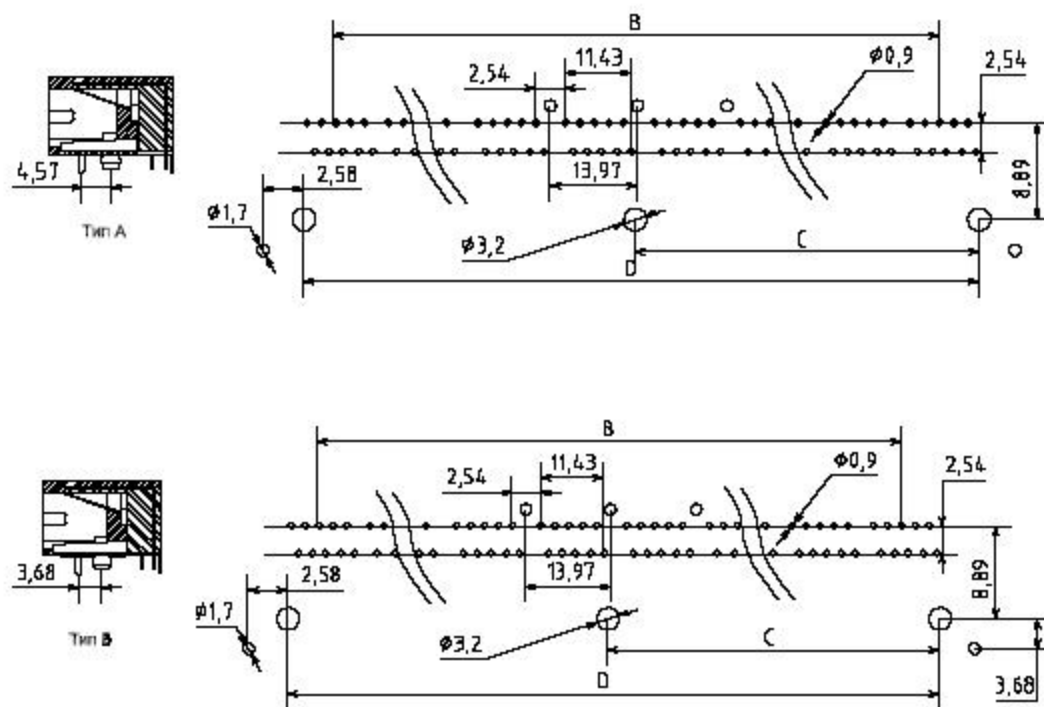 B
11,43
Ø0,9
2,54
2,54
4,57
2,58
13,97
8,89
Тип А
Ø1,7
Ø3,2
C
D
B
11,43
Ø0,9
2,54
2,54
3,68
2,58
13,97
8,89
Ø1,7
Тип В
Ø3,2
C
D
3,68